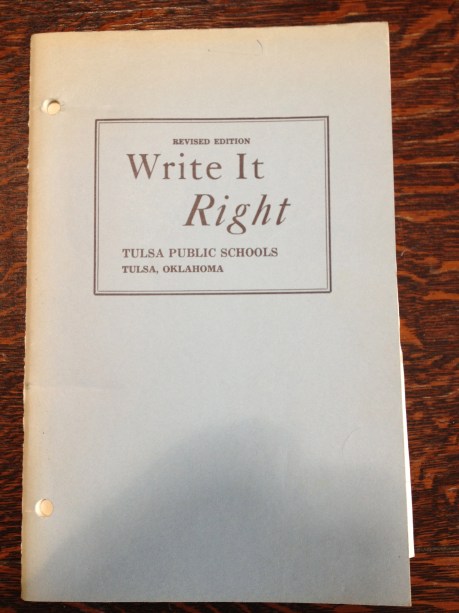 REVISED EDITION
Write It
Right
TULSA PUBLIC SCHOOLS
TULSA, OKLAHOMA